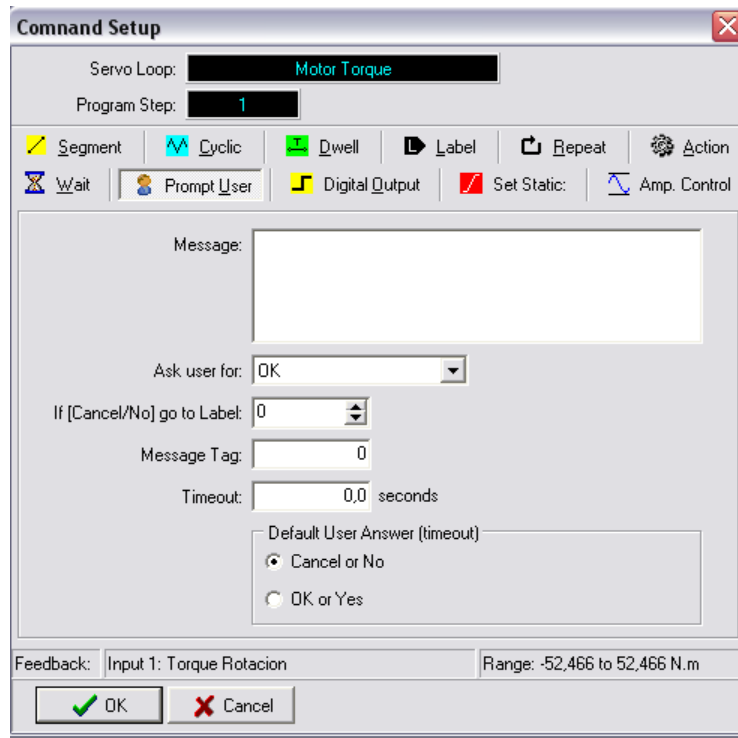 Comnand Setup
Servo Loop: Motor Torque
Program Step: 1
Segment Cyclic Dwell Label Repeat Action
Wait Prompt User Digital Output Set Static: Amp. Control
Message:
Ask user for: OK
If [Cancel/No] go to Label: 0
Message Tag: 0
Timeout: 0,0 seconds
Default User Answer (timeout)
Cancel or No
OK or Yes
Feedback: Input 1: Torque Rotacion Range: -52,466 to 52,466 N.m
OK Cancel